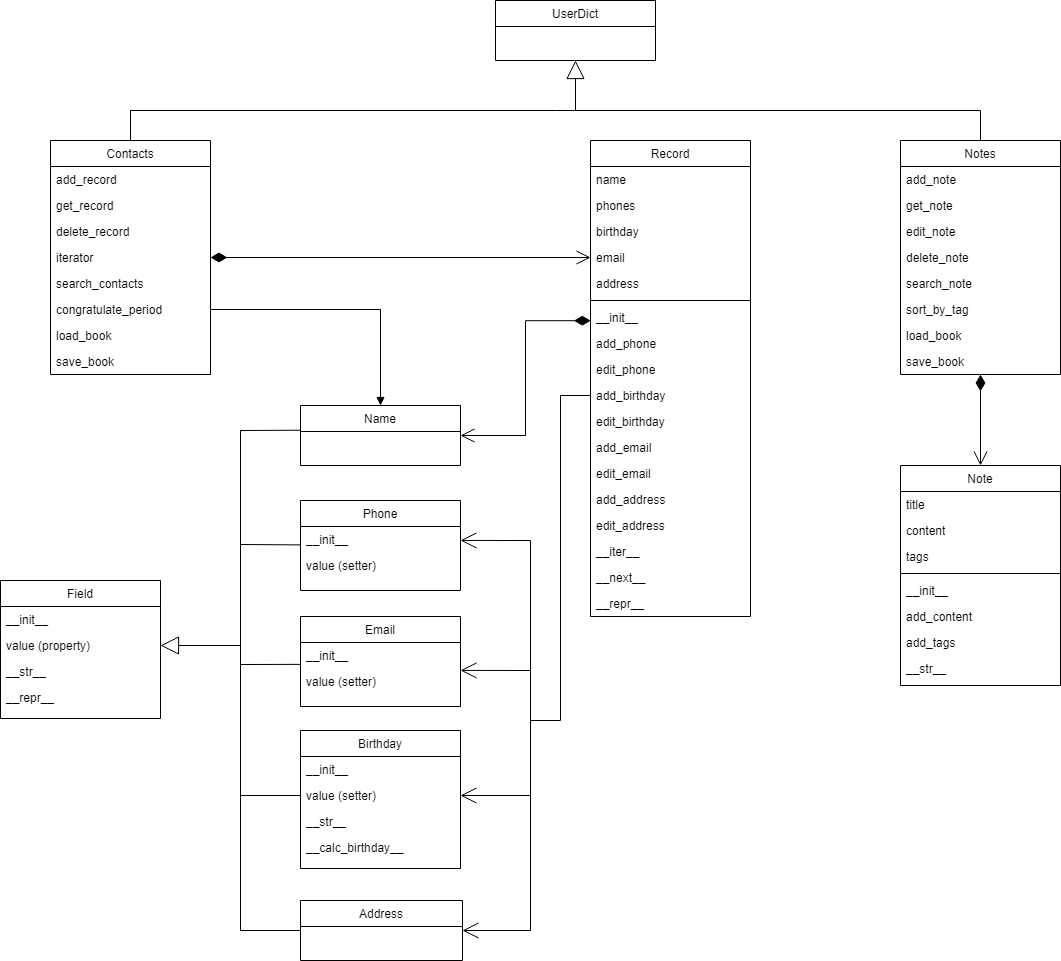 UserDict
Contacts
add_record
get_record
delete_record
iterator
search_contacts
congratulate_period
load_book
save_book
Record
name
phones
birthday
email
address
__init__
add_phone
edit_phone
add_birthday
edit_birthday
add_email
edit_email
add_address
edit_address
__iter__
__next__
__repr__
Notes
add_note
get_note
edit_note
delete_note
search_note
sort_by_tag
load_book
save_book
Name
Phone
__init__
value (setter)
Field
__init__
value (property)
__str__
__repr__
Email
__init__
value (setter)
Birthday
__init__
value (setter)
__str__
__calc_birthday__
Address
Note
title
content
tags
__init__
add_content
add_tags
__str__